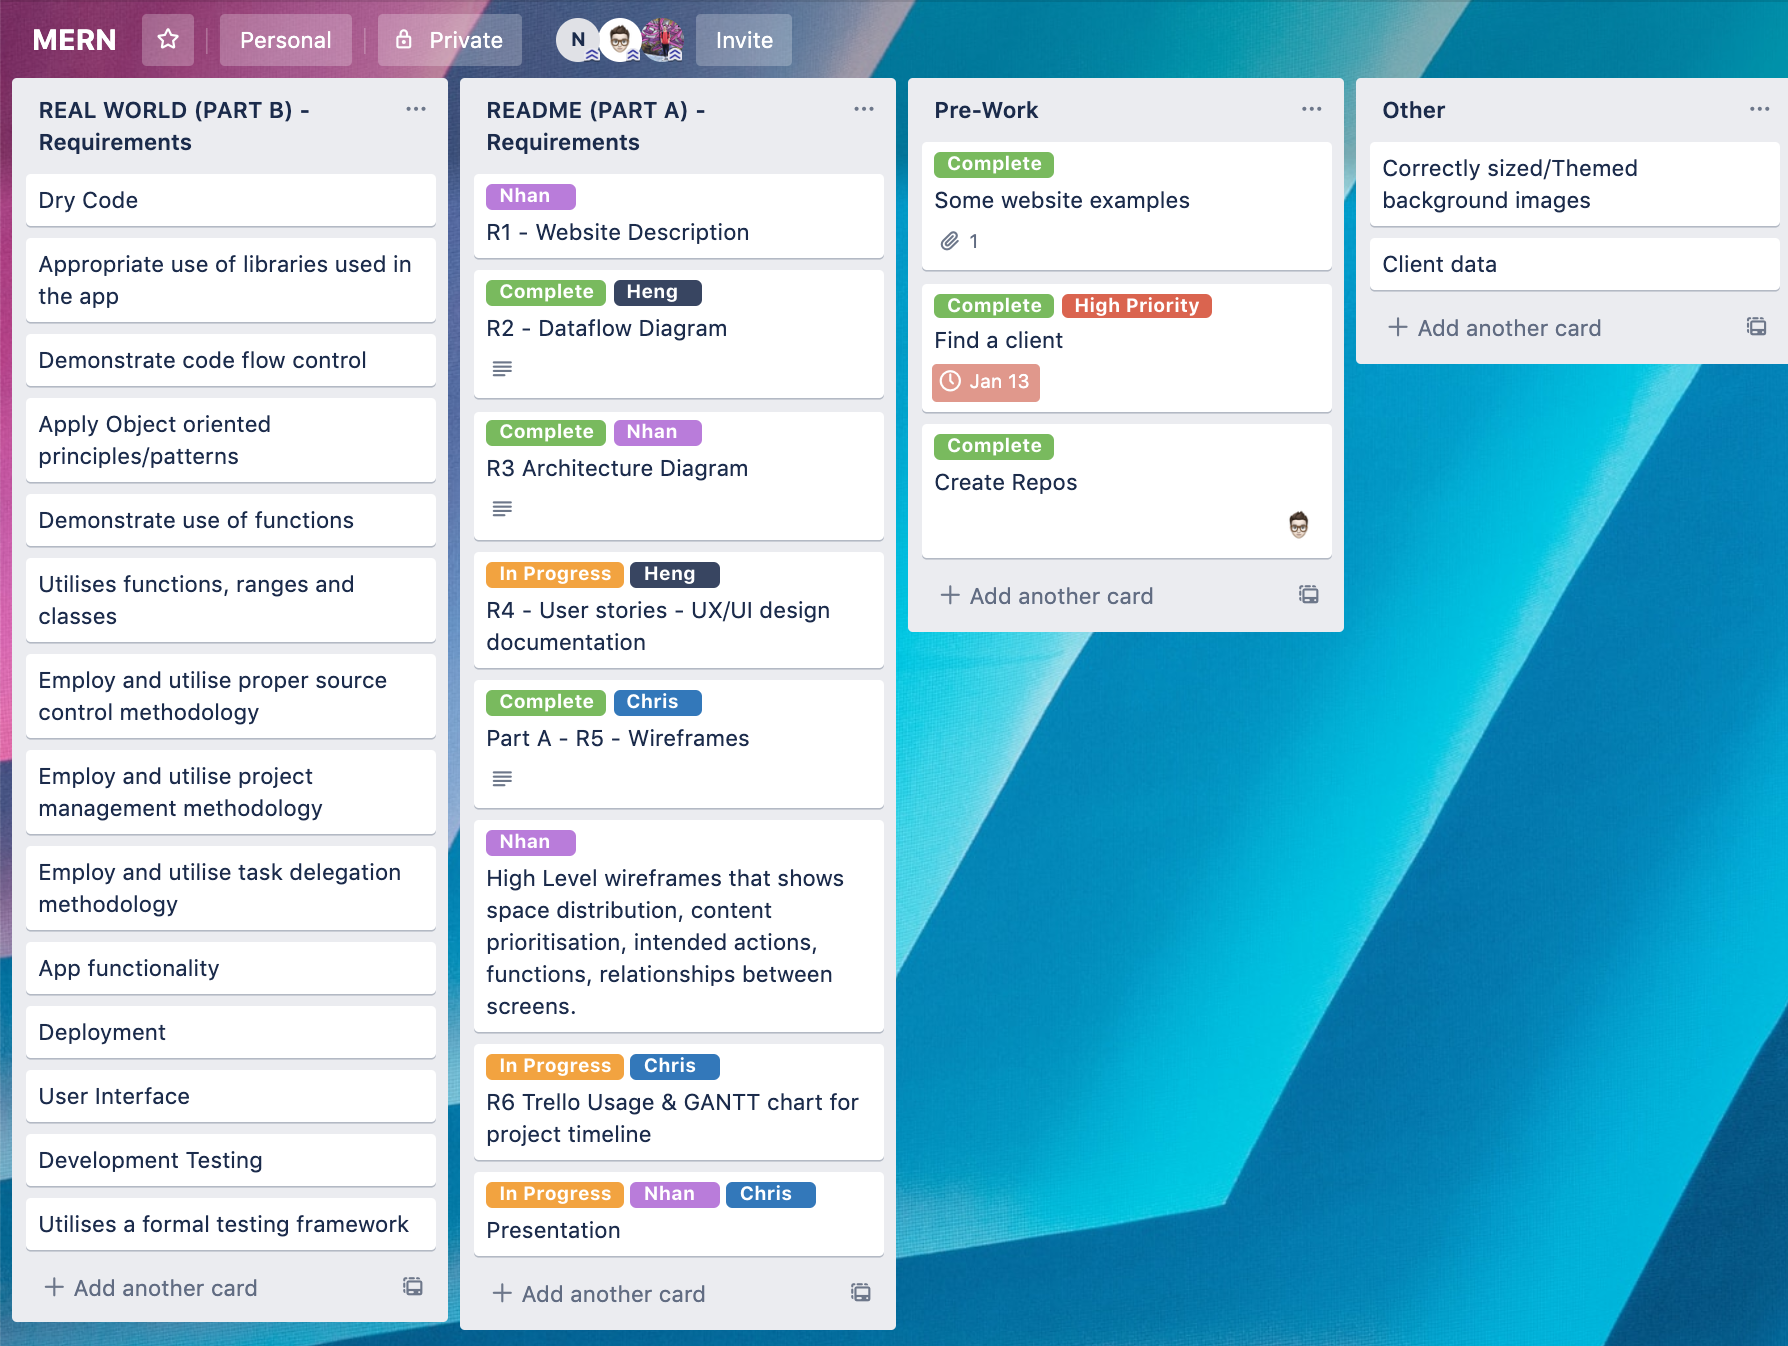 MERN
Personal
Private
N
Invite
REAL WORLD (PART B) -
Requirements
Dry Code
Appropriate use of libraries used in
the app
Demonstrate code flow control
Apply Object oriented
principles/patterns
Demonstrate use of functions
Utilises functions, ranges and
classes
Employ and utilise proper source
control methodology
Employ and utilise project
management methodology
Employ and utilise task delegation
methodology
App functionality
Deployment
User Interface
Development Testing
Utilises a formal testing framework
Add another card
README (PART A) -
Requirements
Nhan
R1 - Website Description
Complete Heng
R2 - Dataflow Diagram
Complete Nhan
R3 Architecture Diagram
In Progress Heng
R4 - User stories - UX/UI design
documentation
Complete Chris
Part A - R5 - Wireframes
Nhan
High Level wireframes that shows
space distribution, content
prioritisation, intended actions,
functions, relationships between
screens.
In Progress Chris
R6 Trello Usage & GANTT chart for
project timeline
In Progress Nhan Chris
Presentation
Add another card
Pre-Work
Complete
Some website examples
1
Complete High Priority
Find a client
Jan 13
Complete
Create Repos
Add another card
Other
Correctly sized/Themed
background images
Client data
Add another card